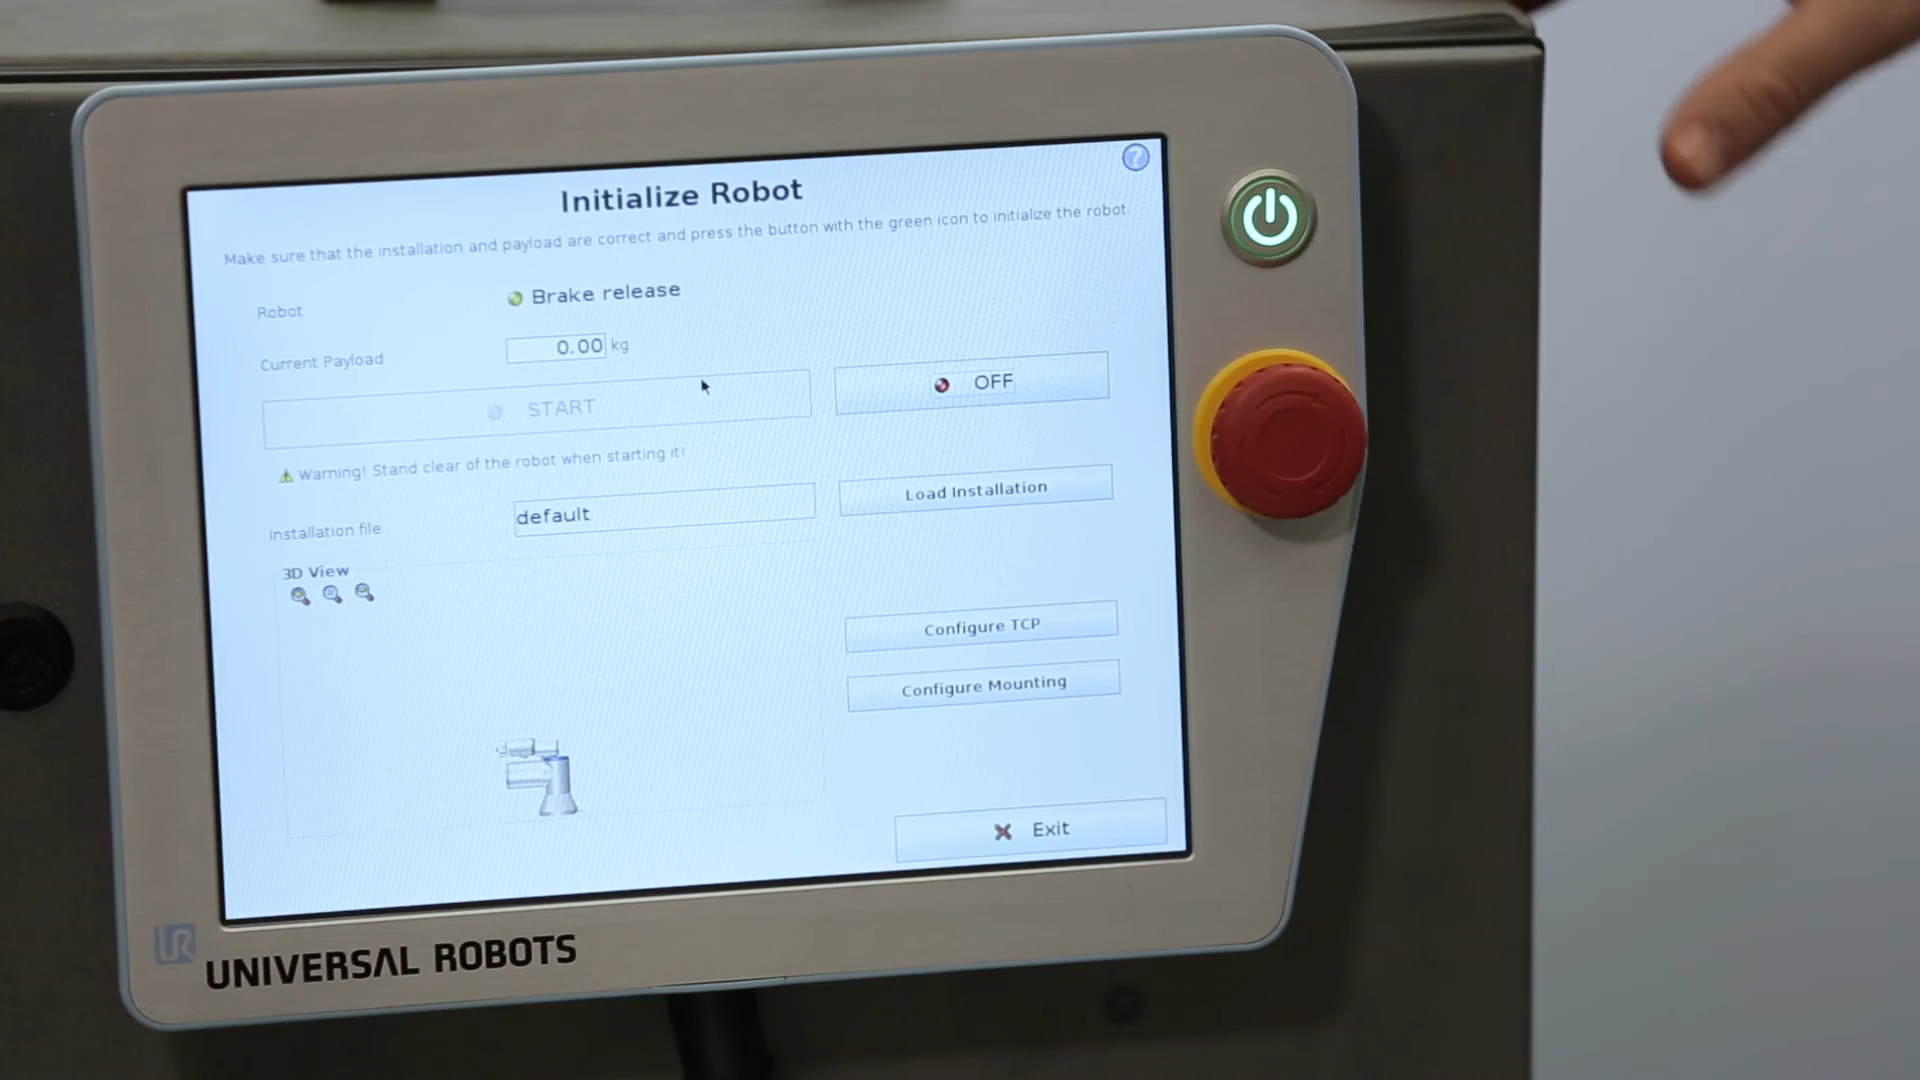 Initialize Robot
?
Make sure that the installation and payload are correct and press the button with the green icon to initialize the robot.
Robot
Brake release
Current Payload
0.00 kg
START
OFF
Warning! Stand clear of the robot when starting it!
Installation file
default
Load Installation
3D View
Configure TCP
Configure Mounting
Exit
UR
UNIVERSAL ROBOTS